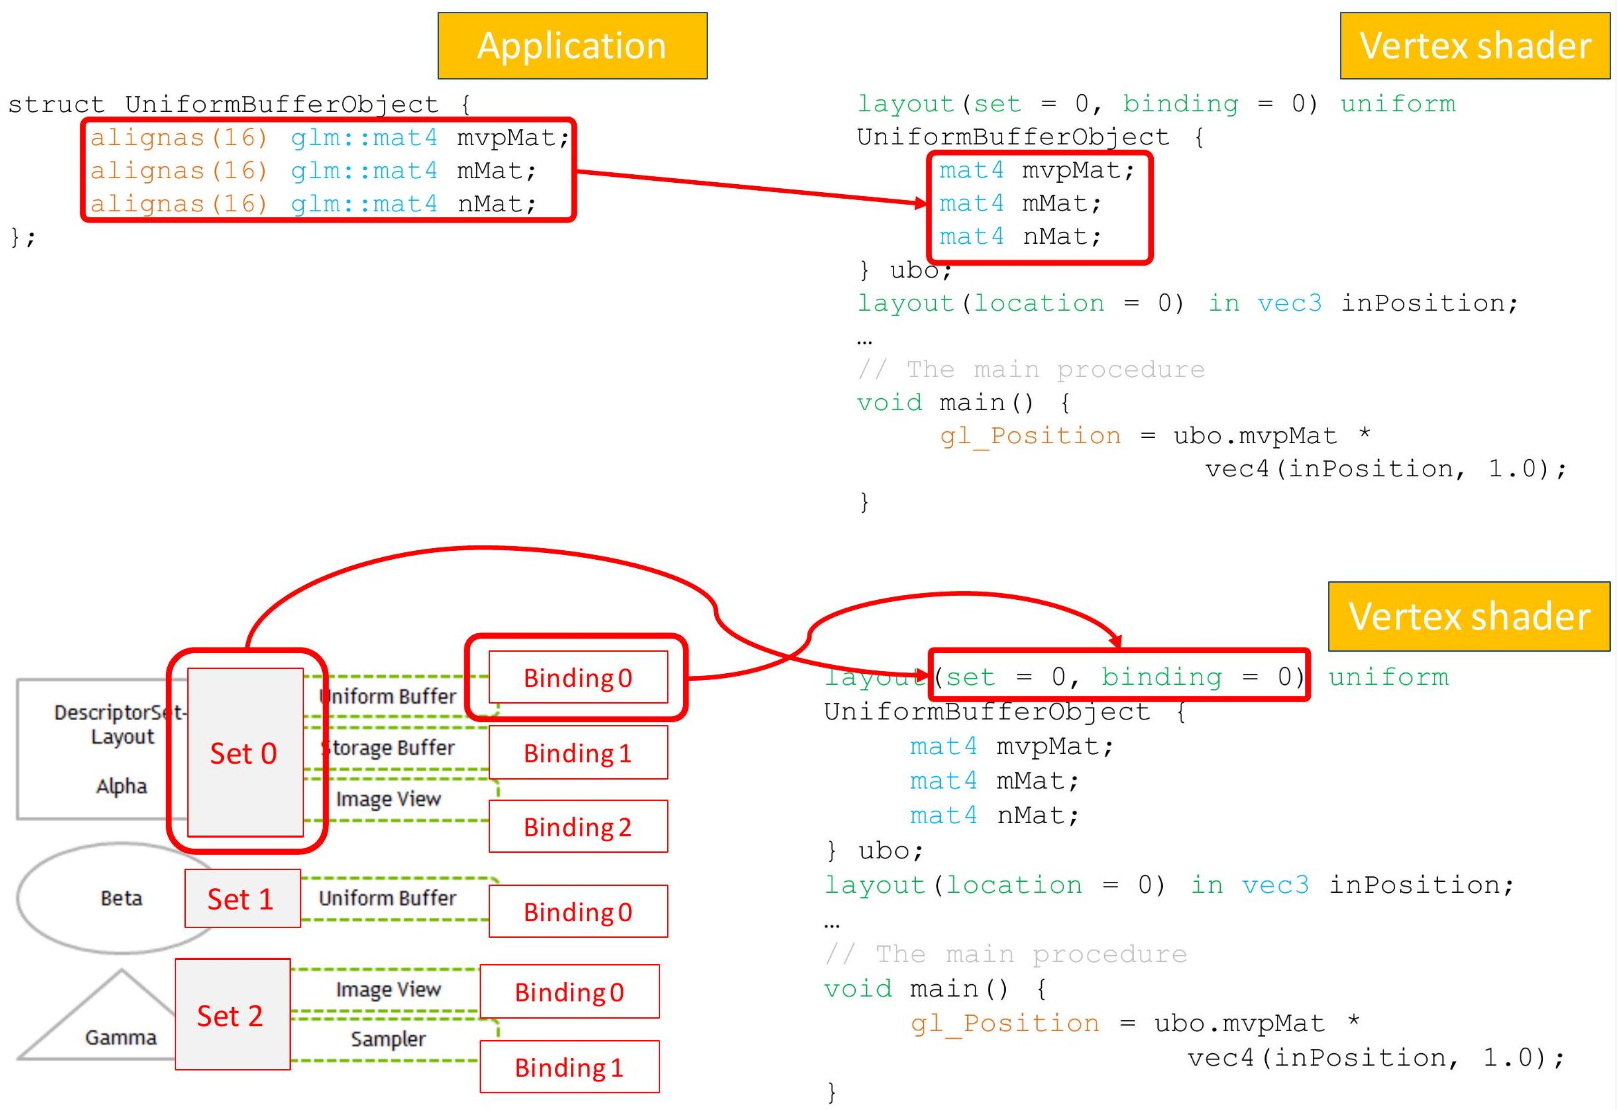 Application
struct UniformBufferObject {
alignas(16) glm::mat4 mvpMat;
alignas(16) glm::mat4 mMat;
alignas(16) glm::mat4 nMat;
};
Vertex shader
layout(set = 0, binding = 0) uniform
UniformBufferObject {
mat4 mvpMat;
mat4 mMat;
mat4 nMat;
} ubo;
layout(location = 0) in vec3 inPosition;
…
// The main procedure
void main() {
gl_Position = ubo.mvpMat *
vec4(inPosition, 1.0);
}
DescriptorSet-
Layout
Alpha
Set 0
Uniform Buffer
Binding 0
Storage Buffer
Binding 1
Image View
Binding 2
Beta
Set 1
Uniform Buffer
Binding 0
Gamma
Set 2
Image View
Binding 0
Sampler
Binding 1
Vertex shader
layout(set = 0, binding = 0) uniform
UniformBufferObject {
mat4 mvpMat;
mat4 mMat;
mat4 nMat;
} ubo;
layout(location = 0) in vec3 inPosition;
…
// The main procedure
void main() {
gl_Position = ubo.mvpMat *
vec4(inPosition, 1.0);
}